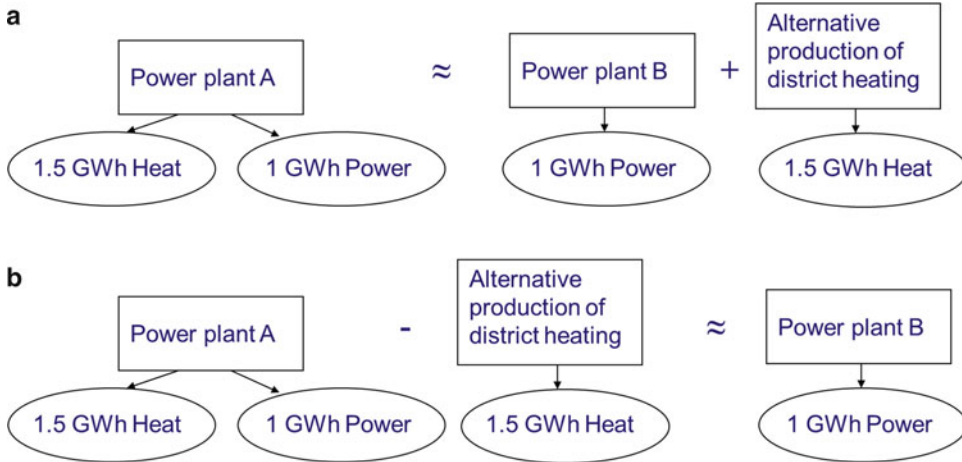 a
Power plant A
≈
Power plant B
+
Alternative
production of
district heating
1.5 GWh Heat
1 GWh Power
1 GWh Power
1.5 GWh Heat
b
Power plant A
-
Alternative
production of
district heating
≈
Power plant B
1.5 GWh Heat
1 GWh Power
1.5 GWh Heat
1 GWh Power